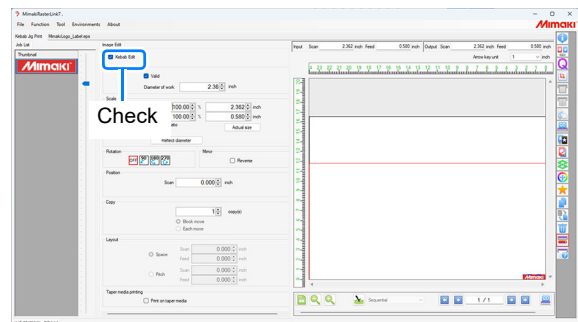 MimakiRasterLink7 .
File Function Tool Environments About
Mimaki
Kebab Jig Print MimakiLogo_Label.eps
Job List
Thumbnail
Mimaki
Image Edit
Kebab Edit
Valid
Diameter of work 2.36 inch
Check
Scale
100.00 % 2.362 inch
100.00 % 0.580 inch
Actual size
Reflect diameter
Rotation
OFF 90 180 270
Mirror
Reverse
Position
Scan 0.000 inch
Copy
1 copy(s)
Block move
Each move
Layout
Space
Scan 0.000 inch
Feed 0.000 inch
Pitch
Scan 0.000 inch
Feed 0.000 inch
Taper media printing
Print on taper media
Input Scan 2.362 inch Feed 0.580 inch Output Scan 2.362 inch Feed 0.580 inch
Arrow key unit 1 inch
Mimaki
Sequential
1 / 1